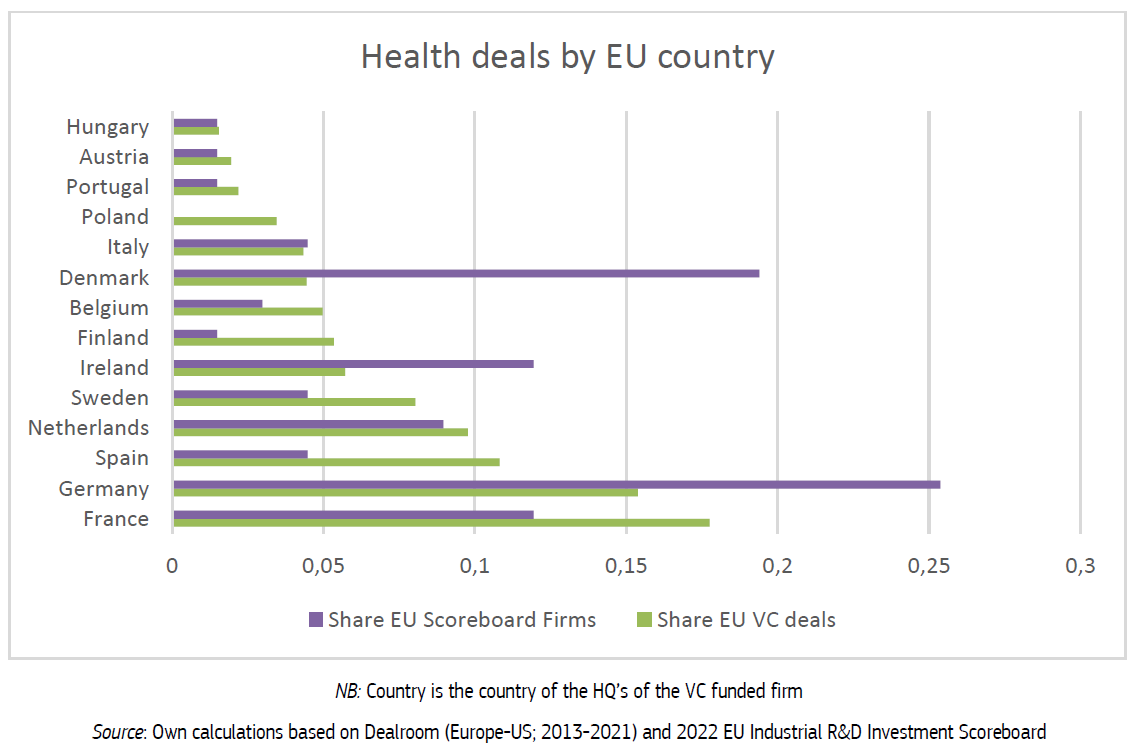 Health deals by EU country
Hungary
Austria
Portugal
Poland
Italy
Denmark
Belgium
Finland
Ireland
Sweden
Netherlands
Spain
Germany
France
0 0,05 0,1 0,15 0,2 0,25 0,3
Share EU Scoreboard Firms Share EU VC deals
NB: Country is the country of the HQ's of the VC funded firm
Source: Own calculations based on Dealroom (Europe-US; 2013-2021) and 2022 EU Industrial R&D Investment Scoreboard